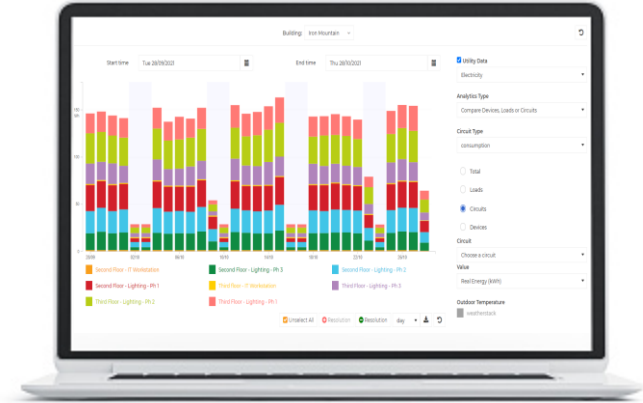 Building Iron Mountain
Start time Tue 28/09/2021 End time Thu 28/10/2021
Utility Data
Electricity
Analytics Type
Compare Devices, Loads or Circuits
Circuit Type
consumption
Total
Loads
Circuits
Devices
Circuit
Choose a circuit
Value
Real Energy (kWh)
Outdoor Temperature
weatherstack
Second Floor - IT Workstation Second Floor - Lighting - Ph 3 Second Floor - Lighting - Ph 2
Second Floor - Lighting - Ph 1 Third Floor - IT Workstation Third Floor - Lighting - Ph 3
Third Floor - Lighting - Ph 2 Third Floor - Lighting - Ph 1
Unselect All Resolution Resolution day